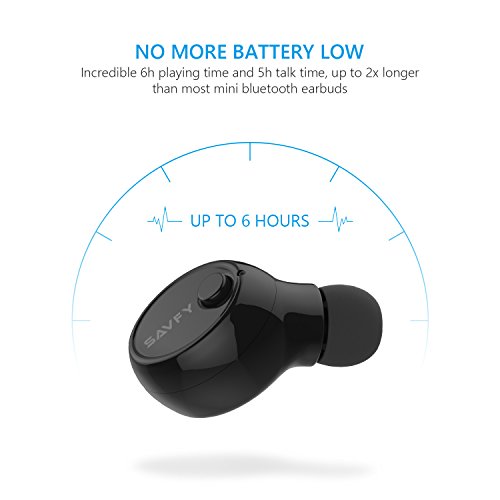 NO MORE BATTERY LOW
Incredible 6h playing time and 5h talk time, up to 2x longer
than most mini bluetooth earbuds
UP TO 6 HOURS
SAVFY